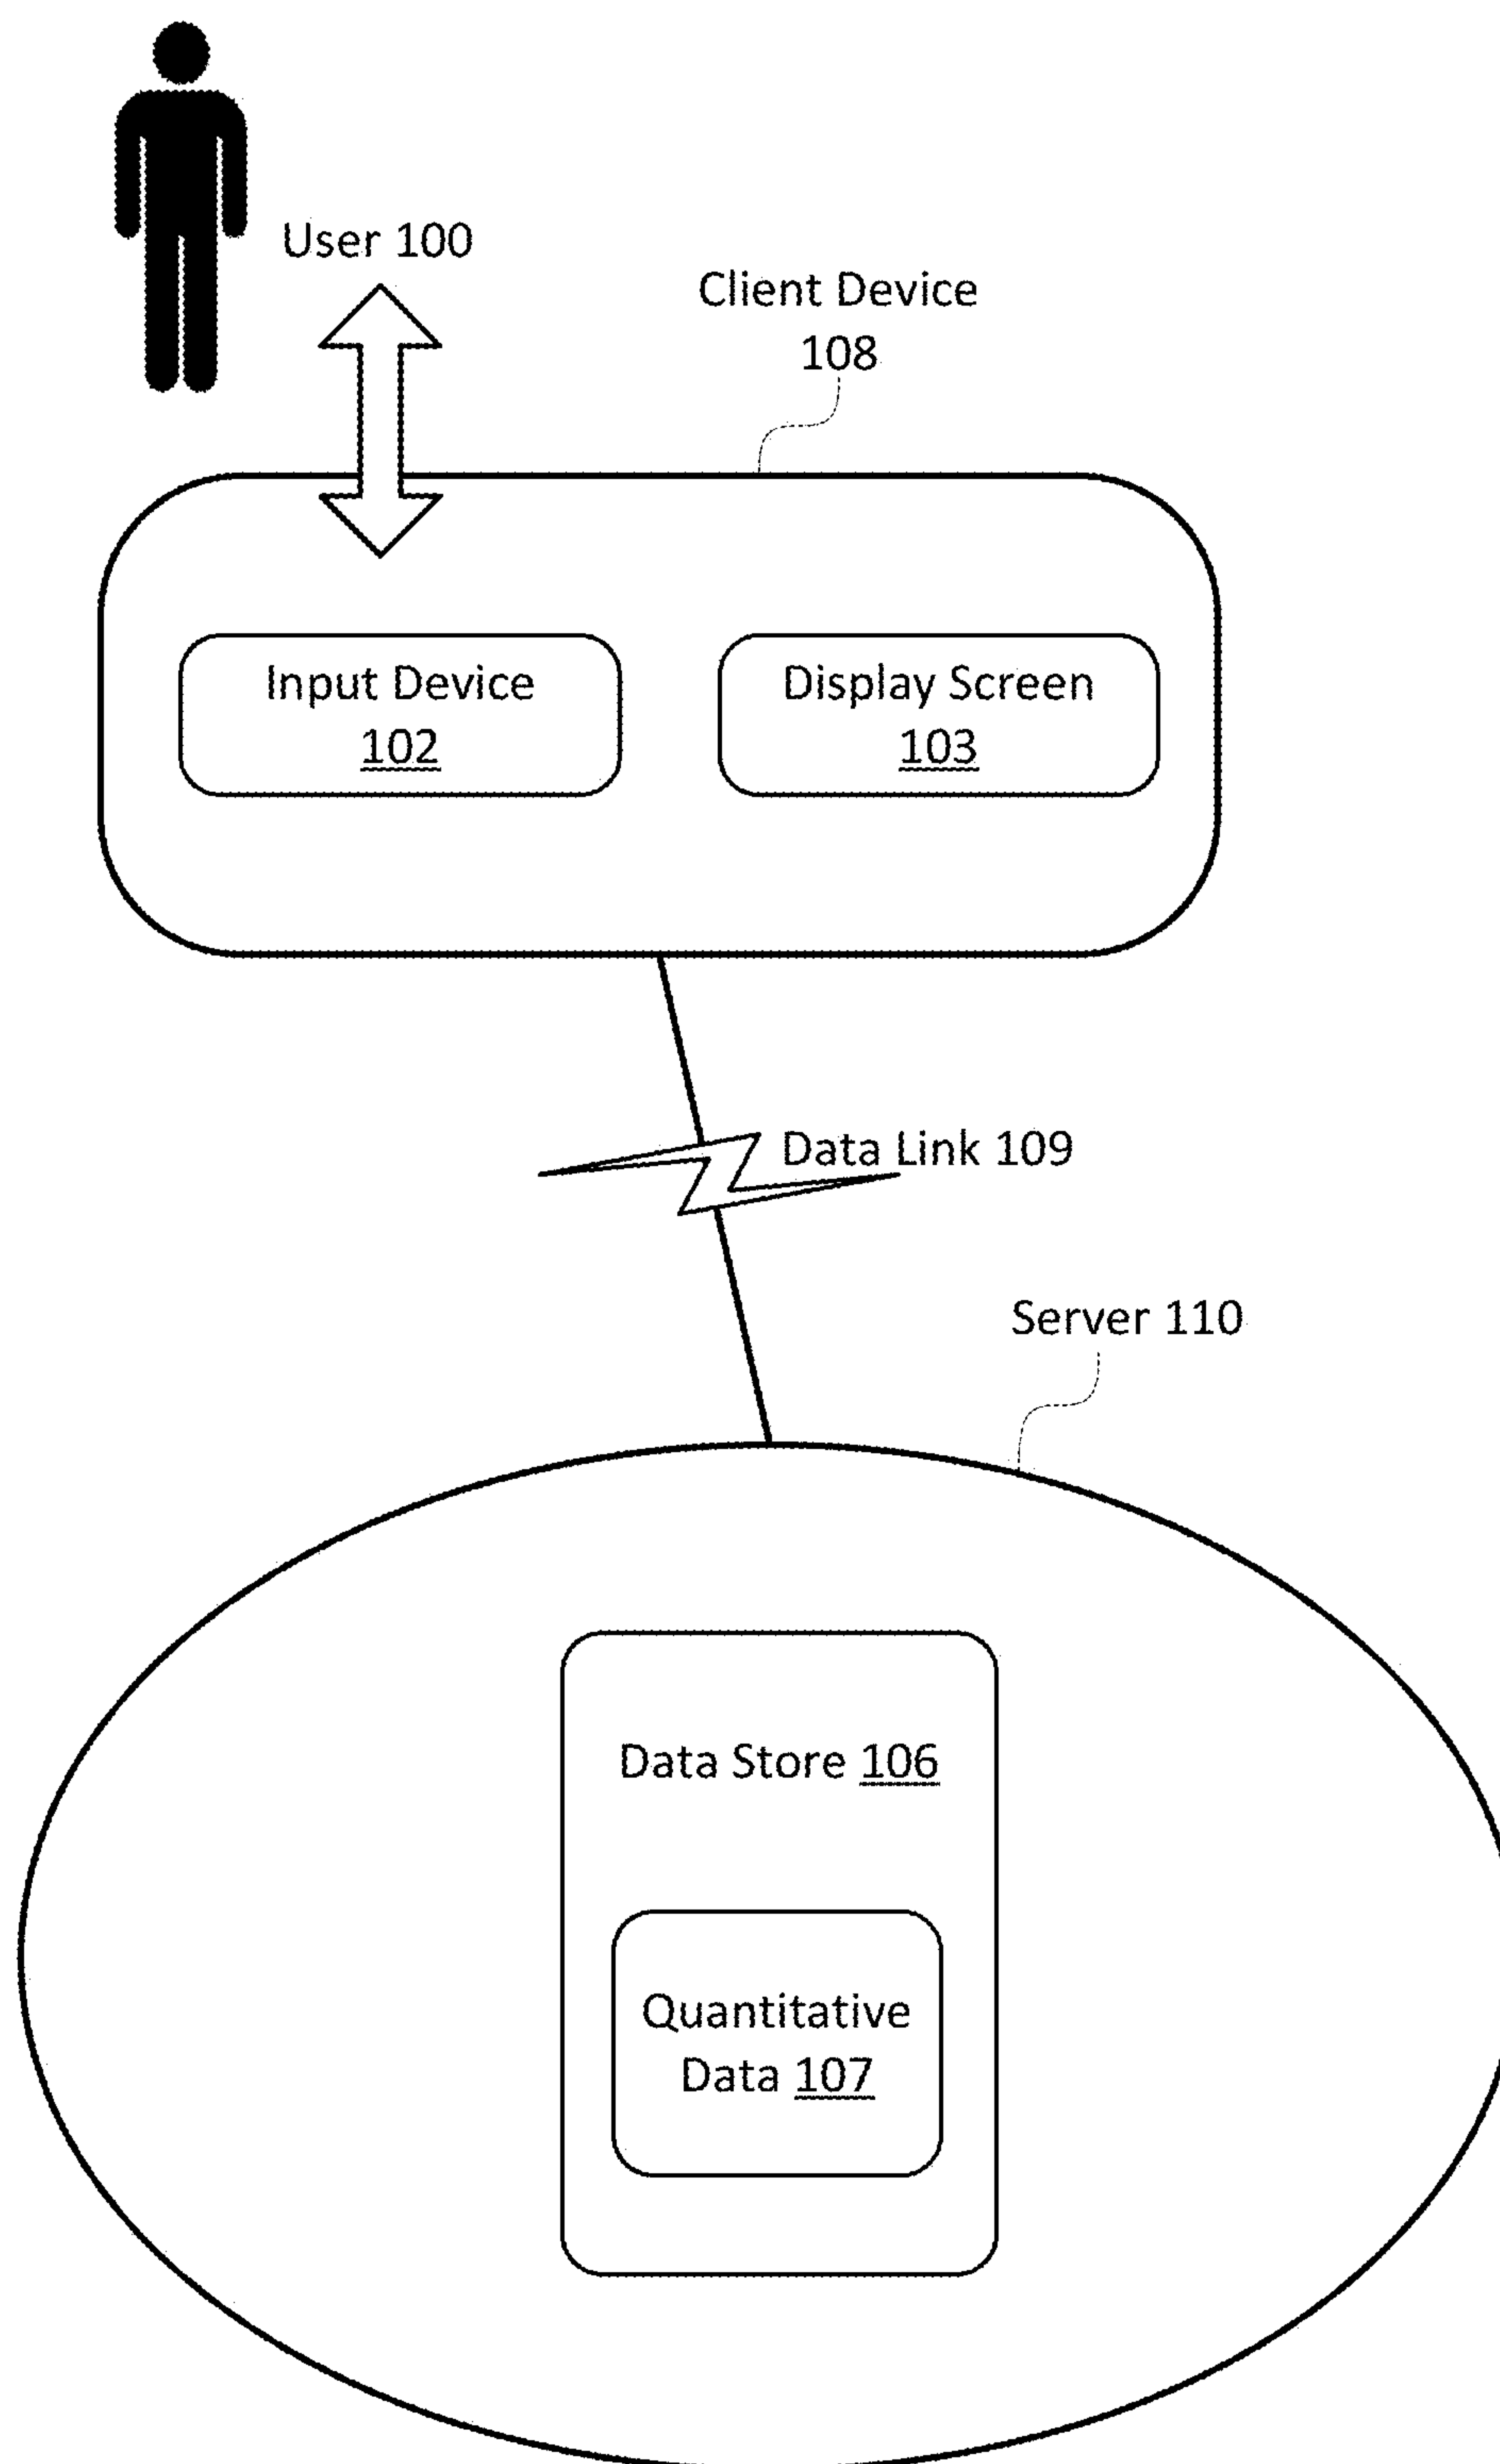 User 100
Client Device
108
Input Device
102
Display Screen
103
Data Link 109
Server 110
Data Store 106
Quantitative
Data 107